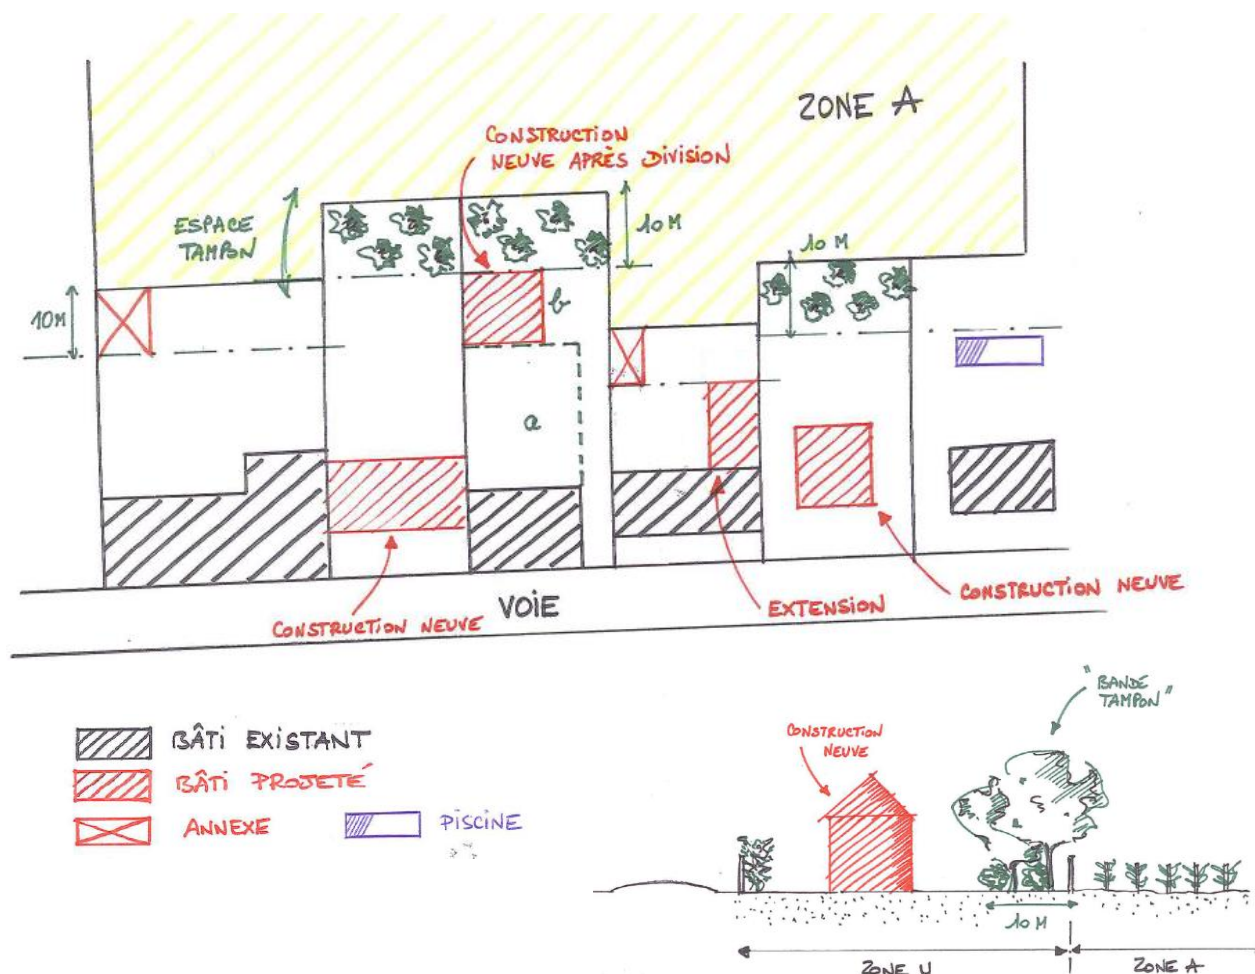 ZONE A
CONSTRUCTION
NEUVE APRÈS DIVISION
ESPACE
TAMPON
10 M
10 M
10 M
b
a
VOIE
CONSTRUCTION NEUVE
EXTENSION
CONSTRUCTION NEUVE
BÂTI EXISTANT
BÂTI PROJETÉ
ANNEXE
PISCINE
"BANDE
TAMPON"
CONSTRUCTION
NEUVE
10 M
ZONE U
ZONE A